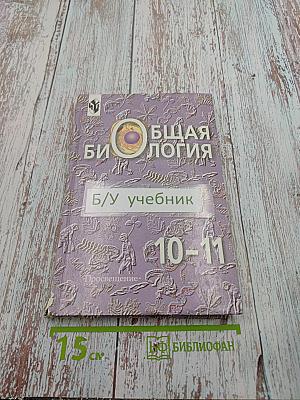 ОБЩАЯ
БИОЛОГИЯ
Б/У учебник
10-11
·Просвещение·
15 см.
БИБЛИОФАН